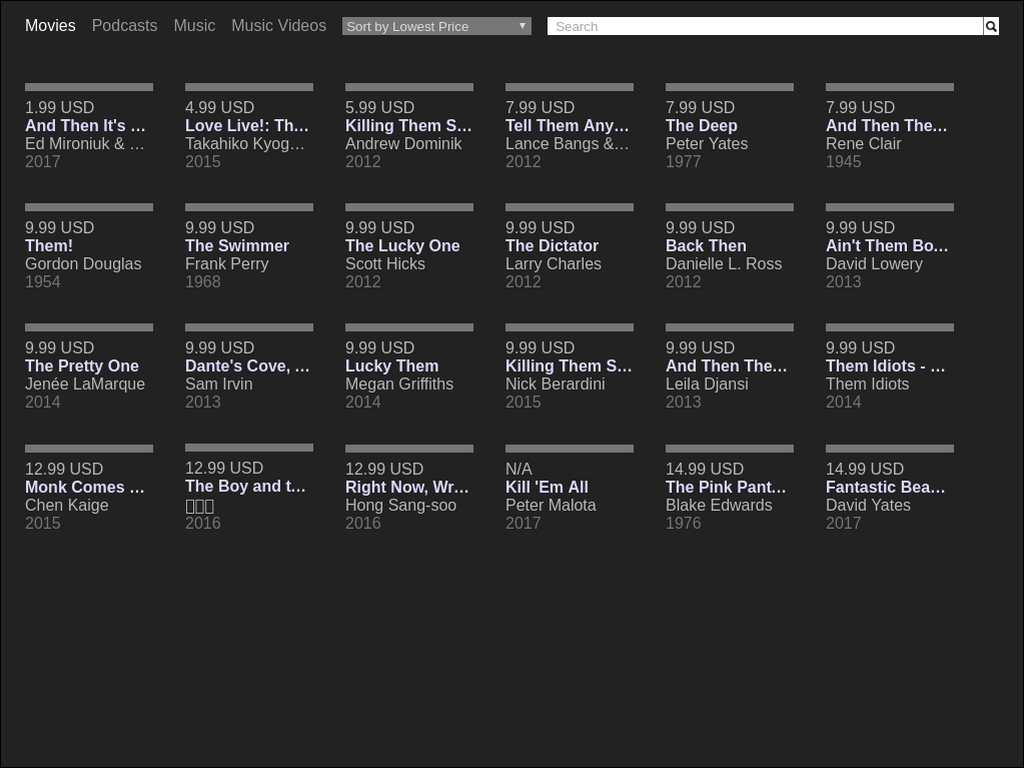 Movies Podcasts Music Music Videos Sort by Lowest Price Search
1.99 USD 4.99 USD 5.99 USD 7.99 USD 7.99 USD 7.99 USD
And Then It's … Love Live!: Th… Killing Them S… Tell Them Any… The Deep And Then The…
Ed Mironiuk & … Takahiko Kyog… Andrew Dominik Lance Bangs &… Peter Yates Rene Clair
2017 2015 2012 2012 1977 1945
9.99 USD 9.99 USD 9.99 USD 9.99 USD 9.99 USD 9.99 USD
Them! The Swimmer The Lucky One The Dictator Back Then Ain't Them Bo…
Gordon Douglas Frank Perry Scott Hicks Larry Charles Danielle L. Ross David Lowery
1954 1968 2012 2012 2012 2013
9.99 USD 9.99 USD 9.99 USD 9.99 USD 9.99 USD 9.99 USD
The Pretty One Dante's Cove, … Lucky Them Killing Them S… And Then The… Them Idiots - …
Jenée LaMarque Sam Irvin Megan Griffiths Nick Berardini Leila Djansi Them Idiots
2014 2013 2014 2015 2013 2014
12.99 USD 12.99 USD 12.99 USD N/A 14.99 USD 14.99 USD
Monk Comes … The Boy and t… Right Now, Wr… Kill 'Em All The Pink Pant… Fantastic Bea…
Chen Kaige Hong Sang-soo Peter Malota Blake Edwards David Yates
2015 2016 2016 2017 1976 2017